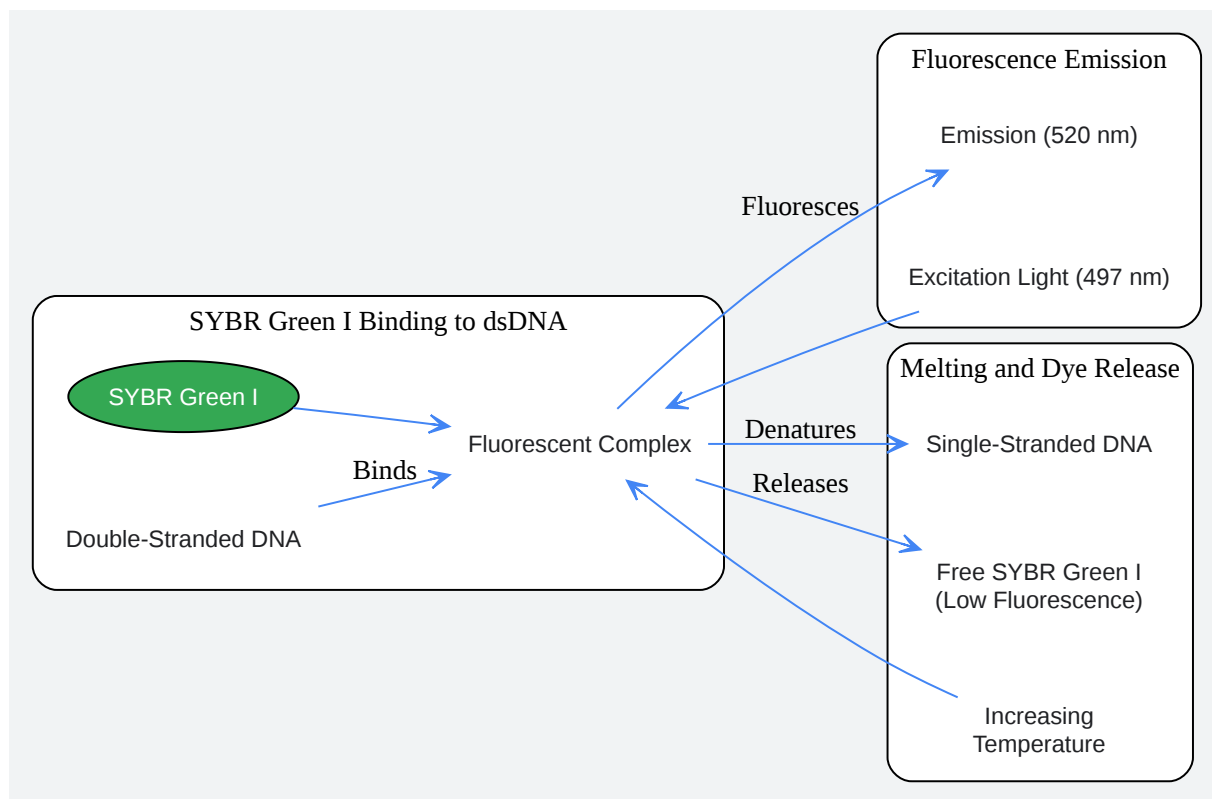 Fluorescence Emission
Emission (520 nm)
Fluoresces
Excitation Light (497 nm)
SYBR Green I Binding to dsDNA
SYBR Green I
Fluorescent Complex
Binds
Double-Stranded DNA
Melting and Dye Release
Denatures
Single-Stranded DNA
Releases
Free SYBR Green I
(Low Fluorescence)
Increasing
Temperature